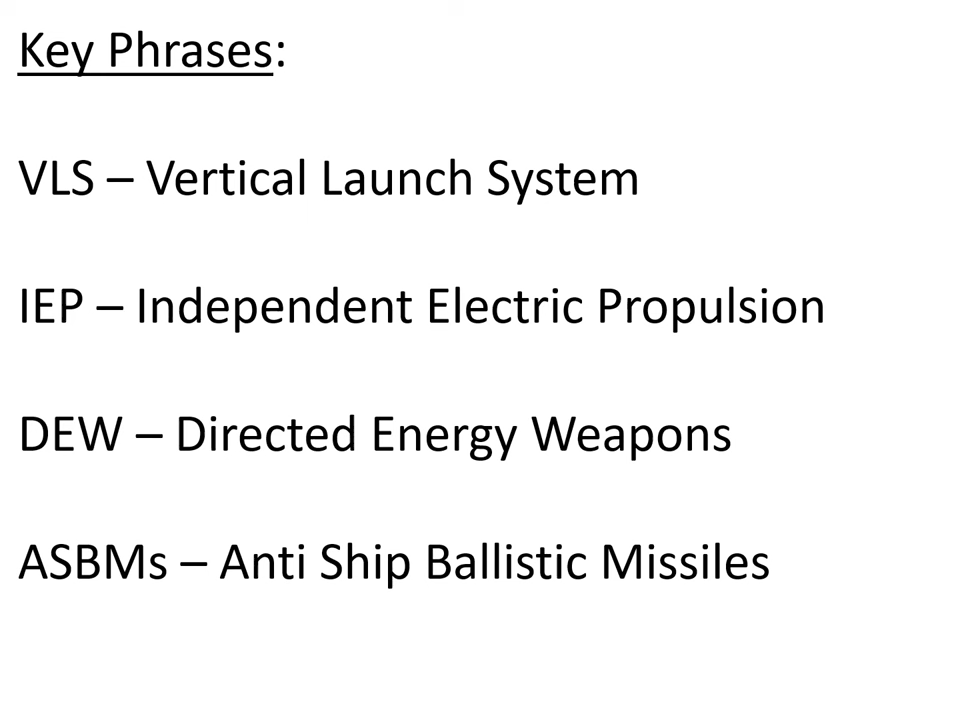 Key Phrases:
VLS – Vertical Launch System
IEP – Independent Electric Propulsion
DEW – Directed Energy Weapons
ASBMs – Anti Ship Ballistic Missiles